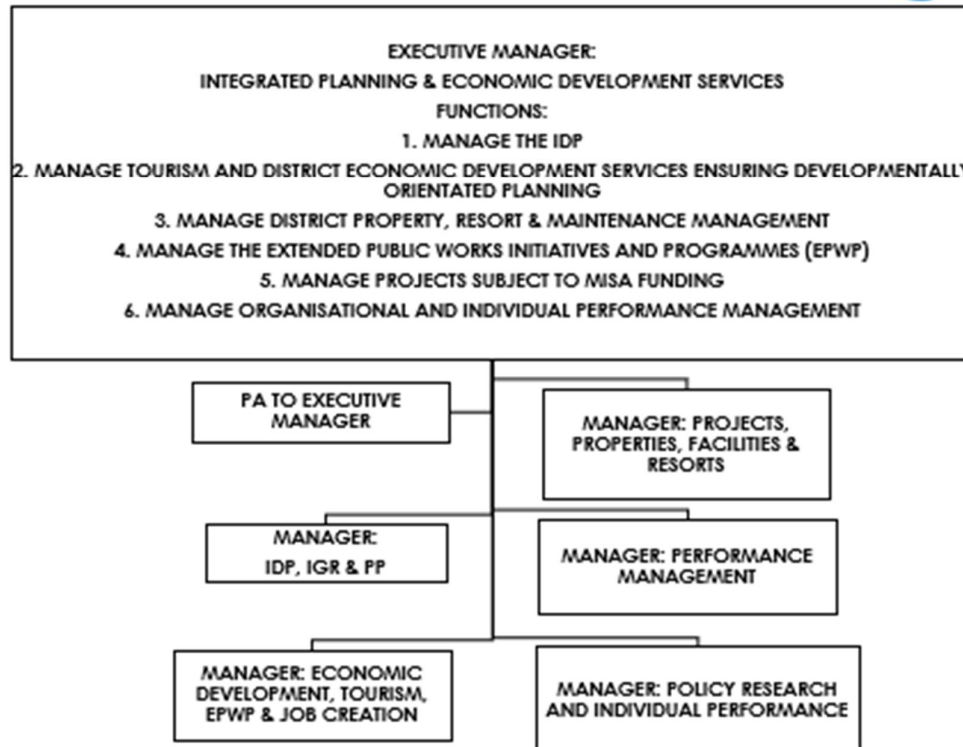 EXECUTIVE MANAGER:
INTEGRATED PLANNING & ECONOMIC DEVELOPMENT SERVICES
FUNCTIONS:
1. MANAGE THE IDP
2. MANAGE TOURISM AND DISTRICT ECONOMIC DEVELOPMENT SERVICES ENSURING DEVELOPMENTALLY
ORIENTATED PLANNING
3. MANAGE DISTRICT PROPERTY, RESORT & MAINTENANCE MANAGEMENT
4. MANAGE THE EXTENDED PUBLIC WORKS INITIATIVES AND PROGRAMMES (EPWP)
5. MANAGE PROJECTS SUBJECT TO MISA FUNDING
6. MANAGE ORGANISATIONAL AND INDIVIDUAL PERFORMANCE MANAGEMENT
PA TO EXECUTIVE
MANAGER
MANAGER: PROJECTS,
PROPERTIES, FACILITIES &
RESORTS
MANAGER:
IDP, IGR & PP
MANAGER: PERFORMANCE
MANAGEMENT
MANAGER: ECONOMIC
DEVELOPMENT, TOURISM,
EPWP & JOB CREATION
MANAGER: POLICY RESEARCH
AND INDIVIDUAL PERFORMANCE